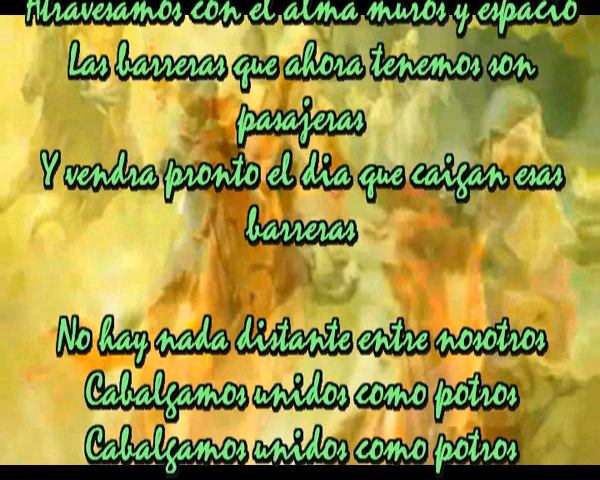 Atravesamos con el alma muros y espacio
Las barreras que ahora tenemos son
pasajeras
Y vendra pronto el dia que caigan esas
barreras
No hay nada distante entre nosotros
Cabalgamos unidos como potros
Cabalgamos unidos como potros